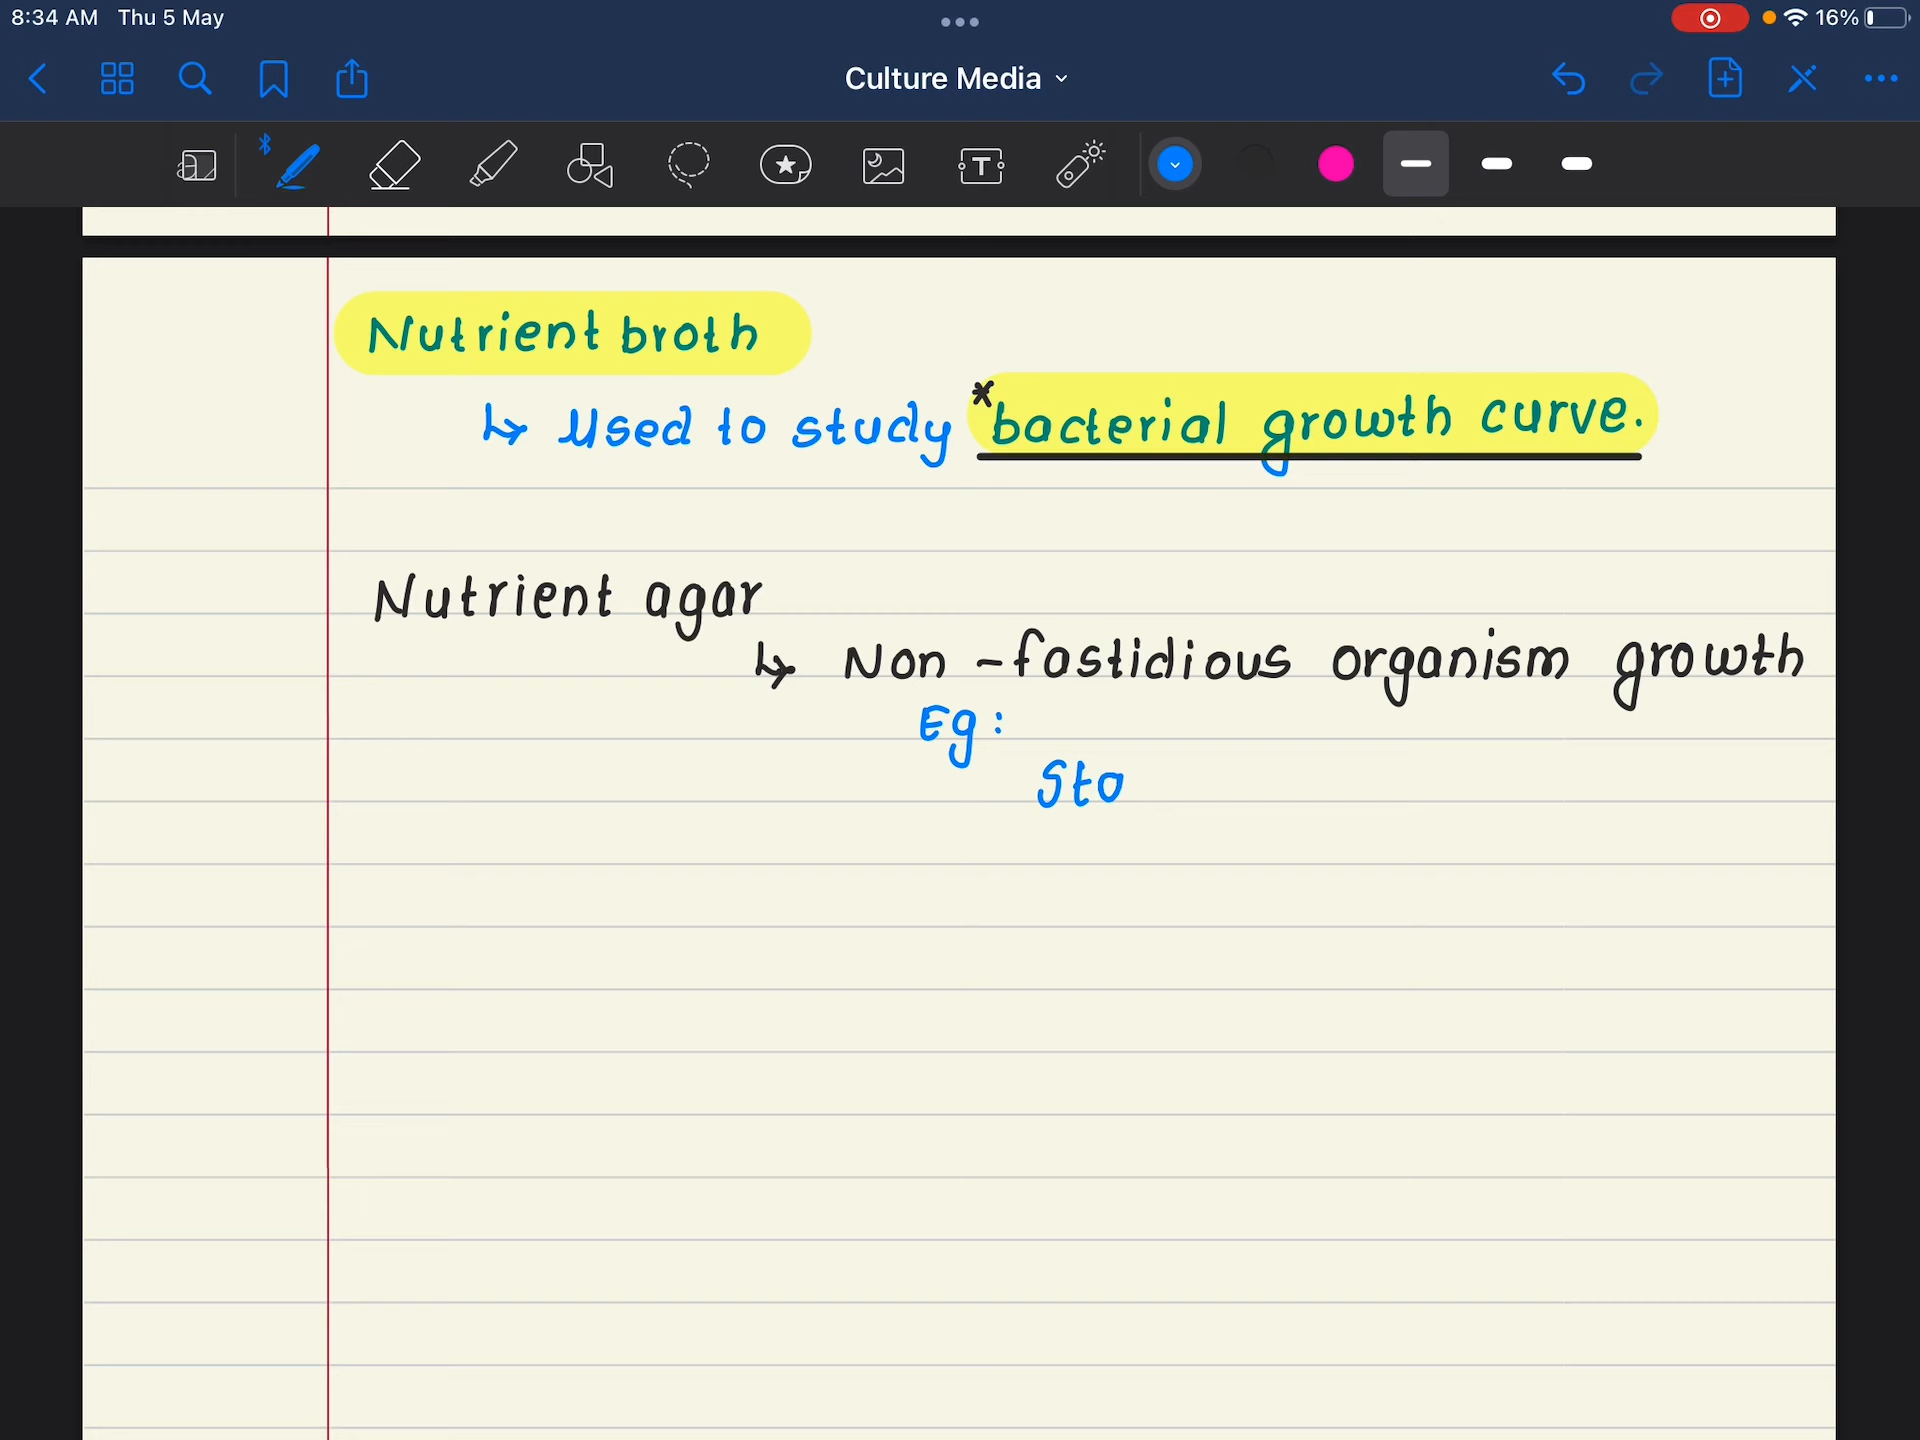 8:34 AM Thu 5 May
16%
Culture Media
Nutrient broth
↳ Used to study *bacterial growth curve.
Nutrient agar
↳ Non-fastidious organism growth
Eg:
Sta